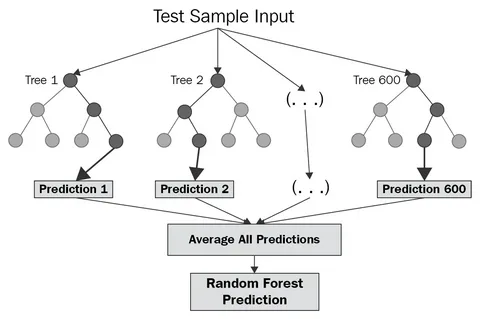 Test Sample Input
Tree 1
Tree 2
(. . .)
Tree 600
Prediction 1
Prediction 2
(. . .)
Prediction 600
Average All Predictions
Random Forest
Prediction